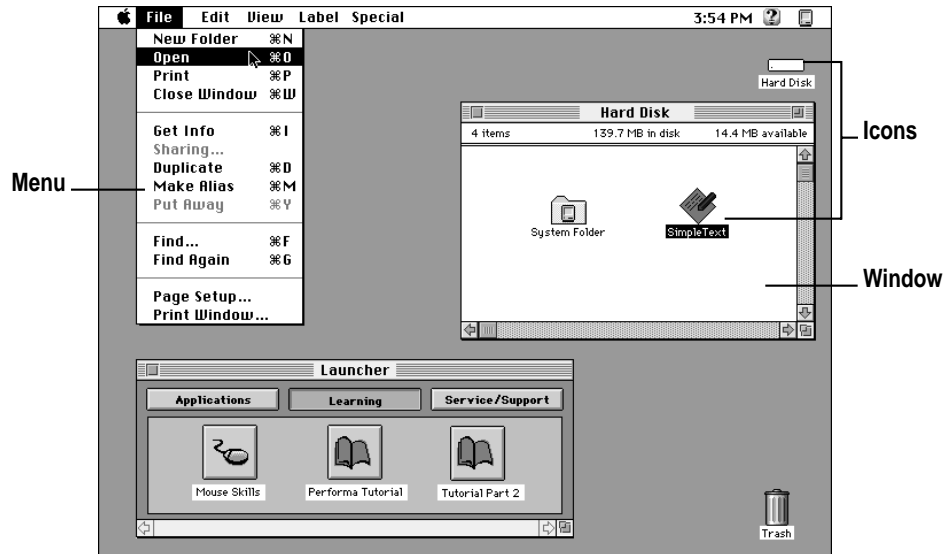 File Edit View Label Special 3:54 PM
New Folder ⌘N
Open ⌘O
Print ⌘P
Close Window ⌘W
Get Info ⌘I
Sharing...
Duplicate ⌘D
Make Alias ⌘M
Put Away ⌘Y
Find... ⌘F
Find Again ⌘G
Page Setup...
Print Window...
Menu
Hard Disk
Icons
Hard Disk
4 items 139.7 MB in disk 14.4 MB available
System Folder SimpleText
Window
Launcher
Applications Learning Service/Support
Mouse Skills Performa Tutorial Tutorial Part 2
Trash